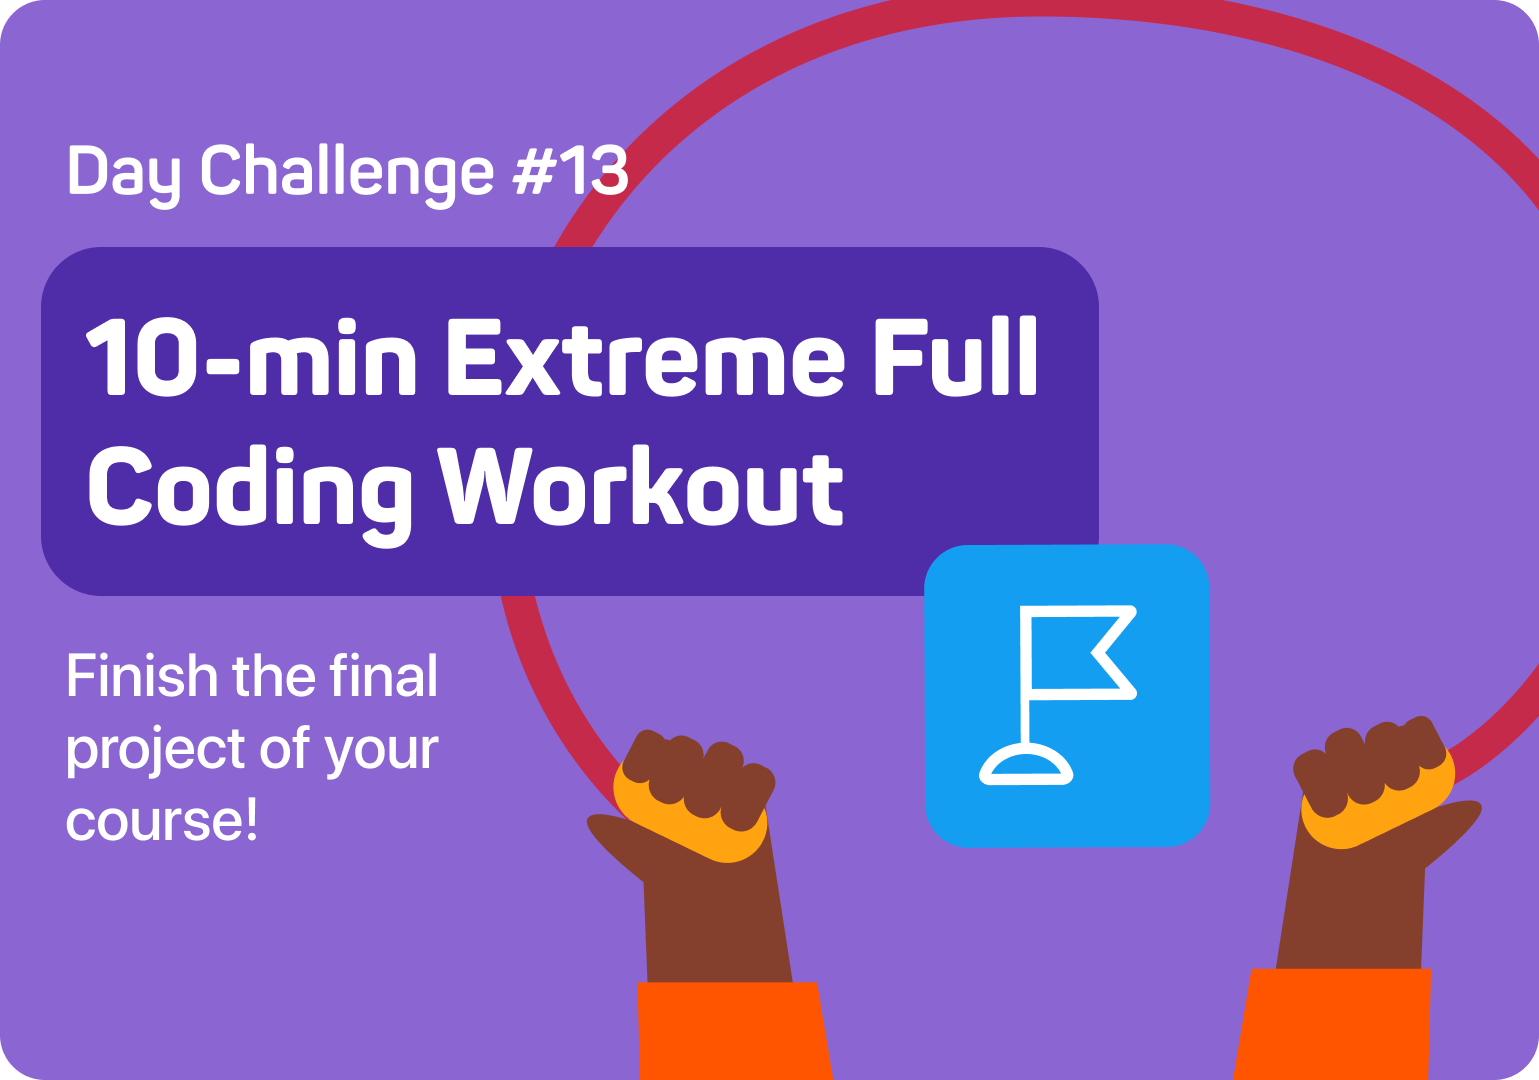 Day Challenge #13
10-min Extreme Full
Coding Workout
Finish the final
project of your
course!